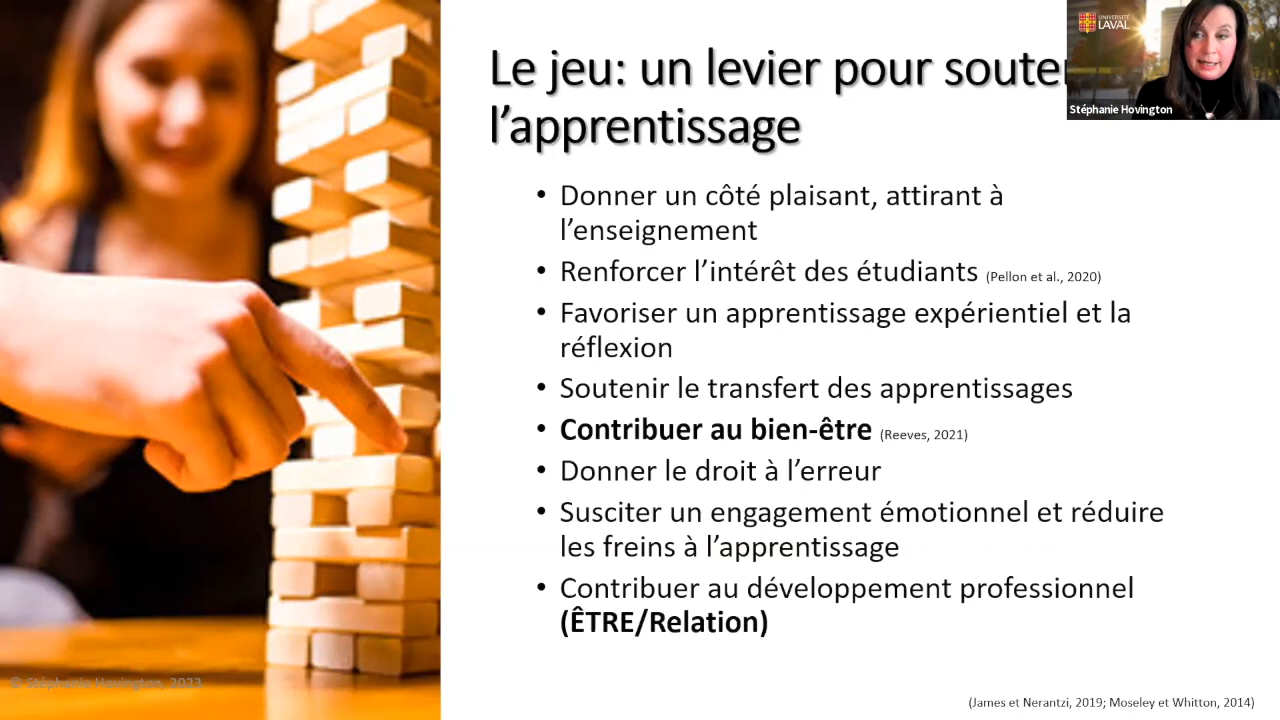 Le jeu: un levier pour
l'apprentissage
UNIVERSITÉ
LAVAL
Stéphanie Hovington
• Donner un côté plaisant, attirant à
l'enseignement
• Renforcer l'intérêt des étudiants (Pellon et al., 2020)
• Favoriser un apprentissage expérientiel et la
réflexion
• Soutenir le transfert des apprentissages
• Contribuer au bien-être (Reeves, 2021)
• Donner le droit à l'erreur
• Susciter un engagement émotionnel et réduire
les freins à l'apprentissage
• Contribuer au développement professionnel
(ÊTRE/Relation)
© Stéphanie Hovington, 2023
(James et Nerantzi, 2019; Moseley et Whitton, 2014)